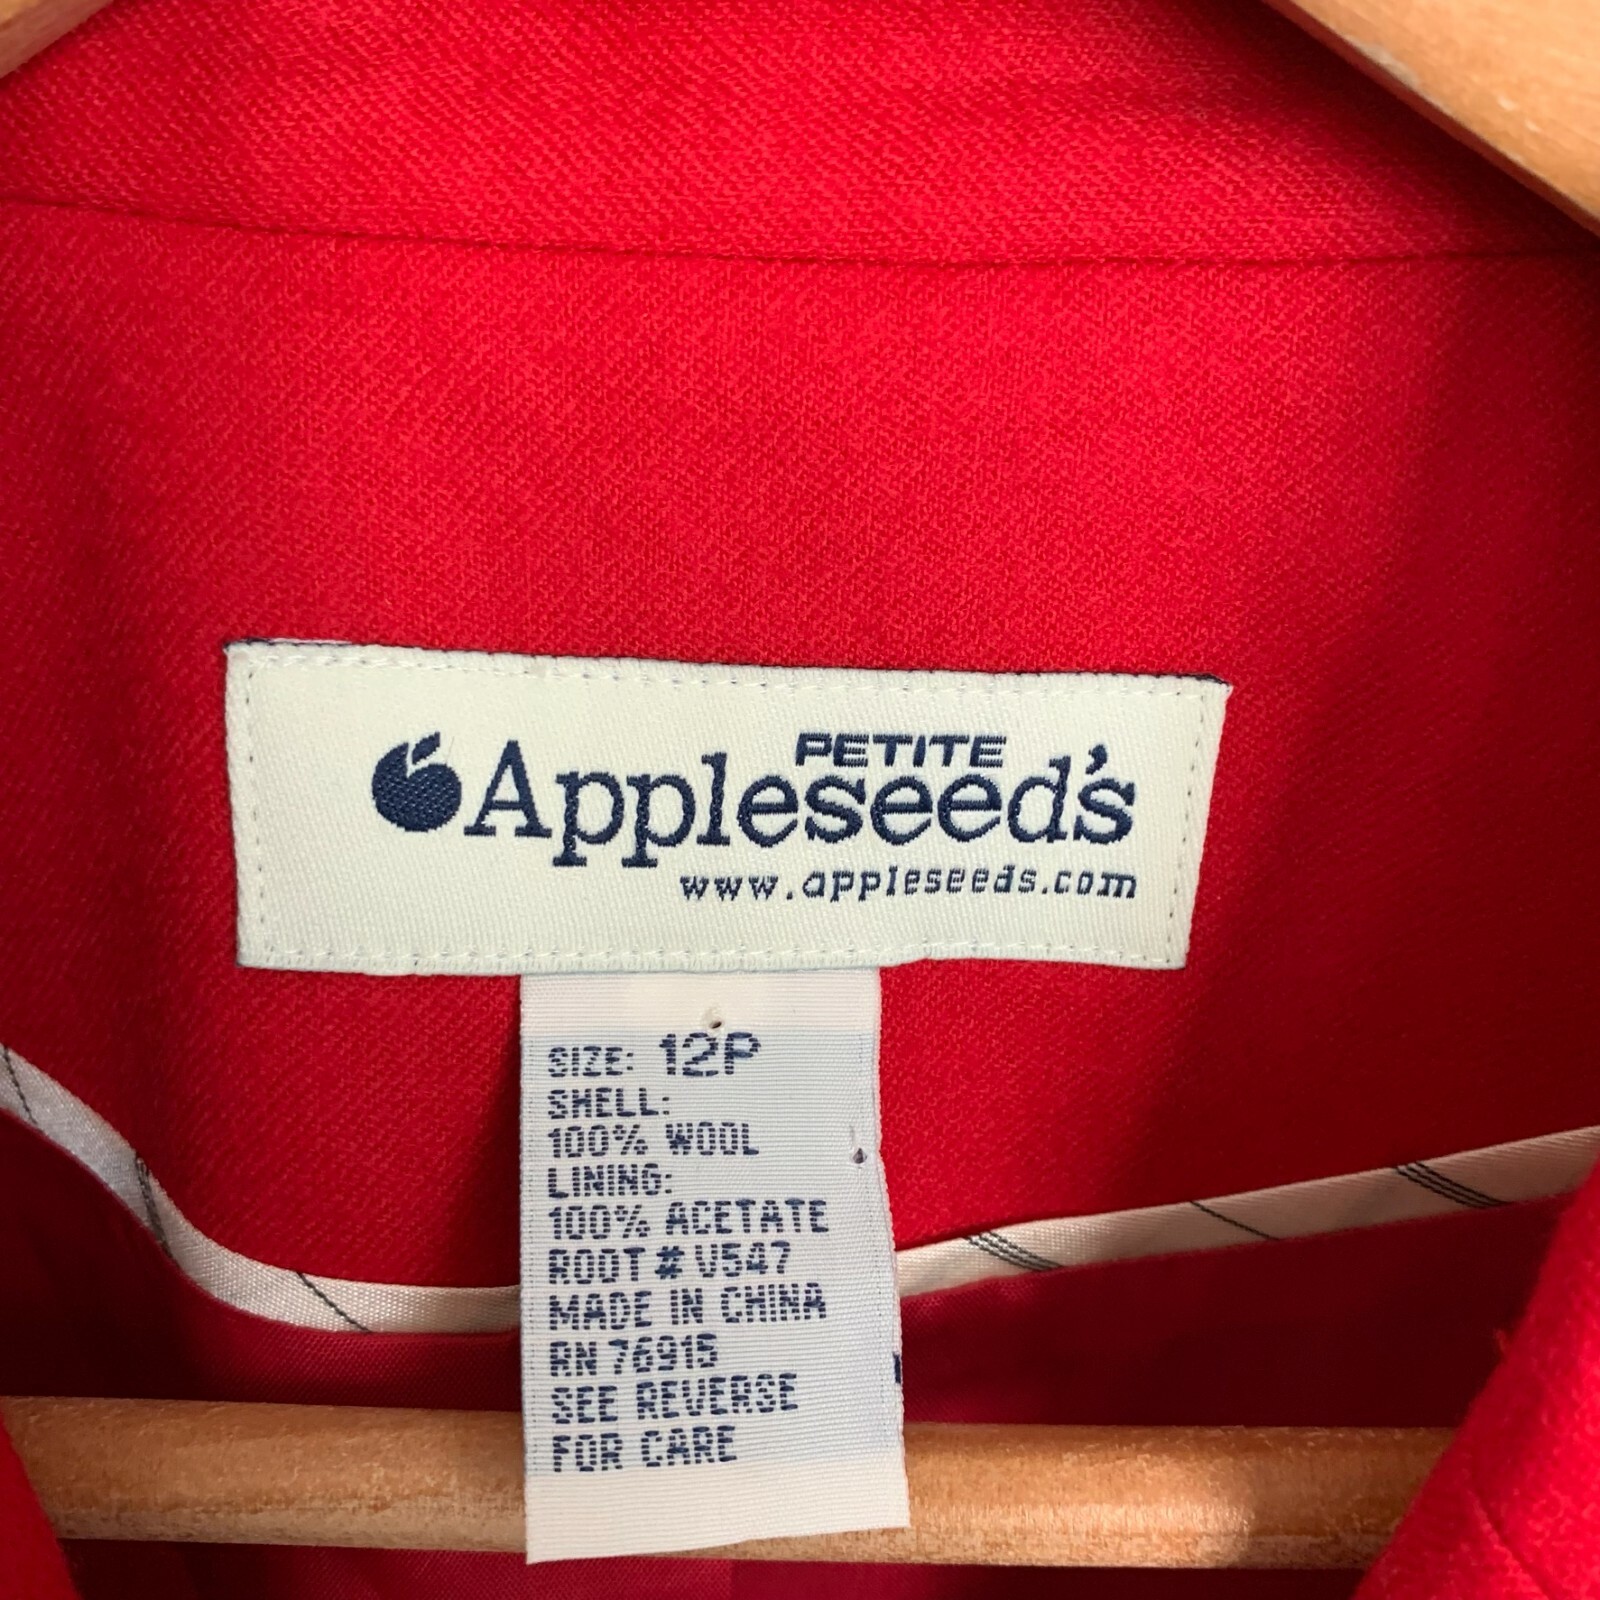 PETITE
Appleseed's
www.appleseeds.com
SIZE: 12P
SHELL:
100% WOOL
LINING:
100% ACETATE
ROOT # V547
MADE IN CHINA
RN 76915
SEE REVERSE
FOR CARE